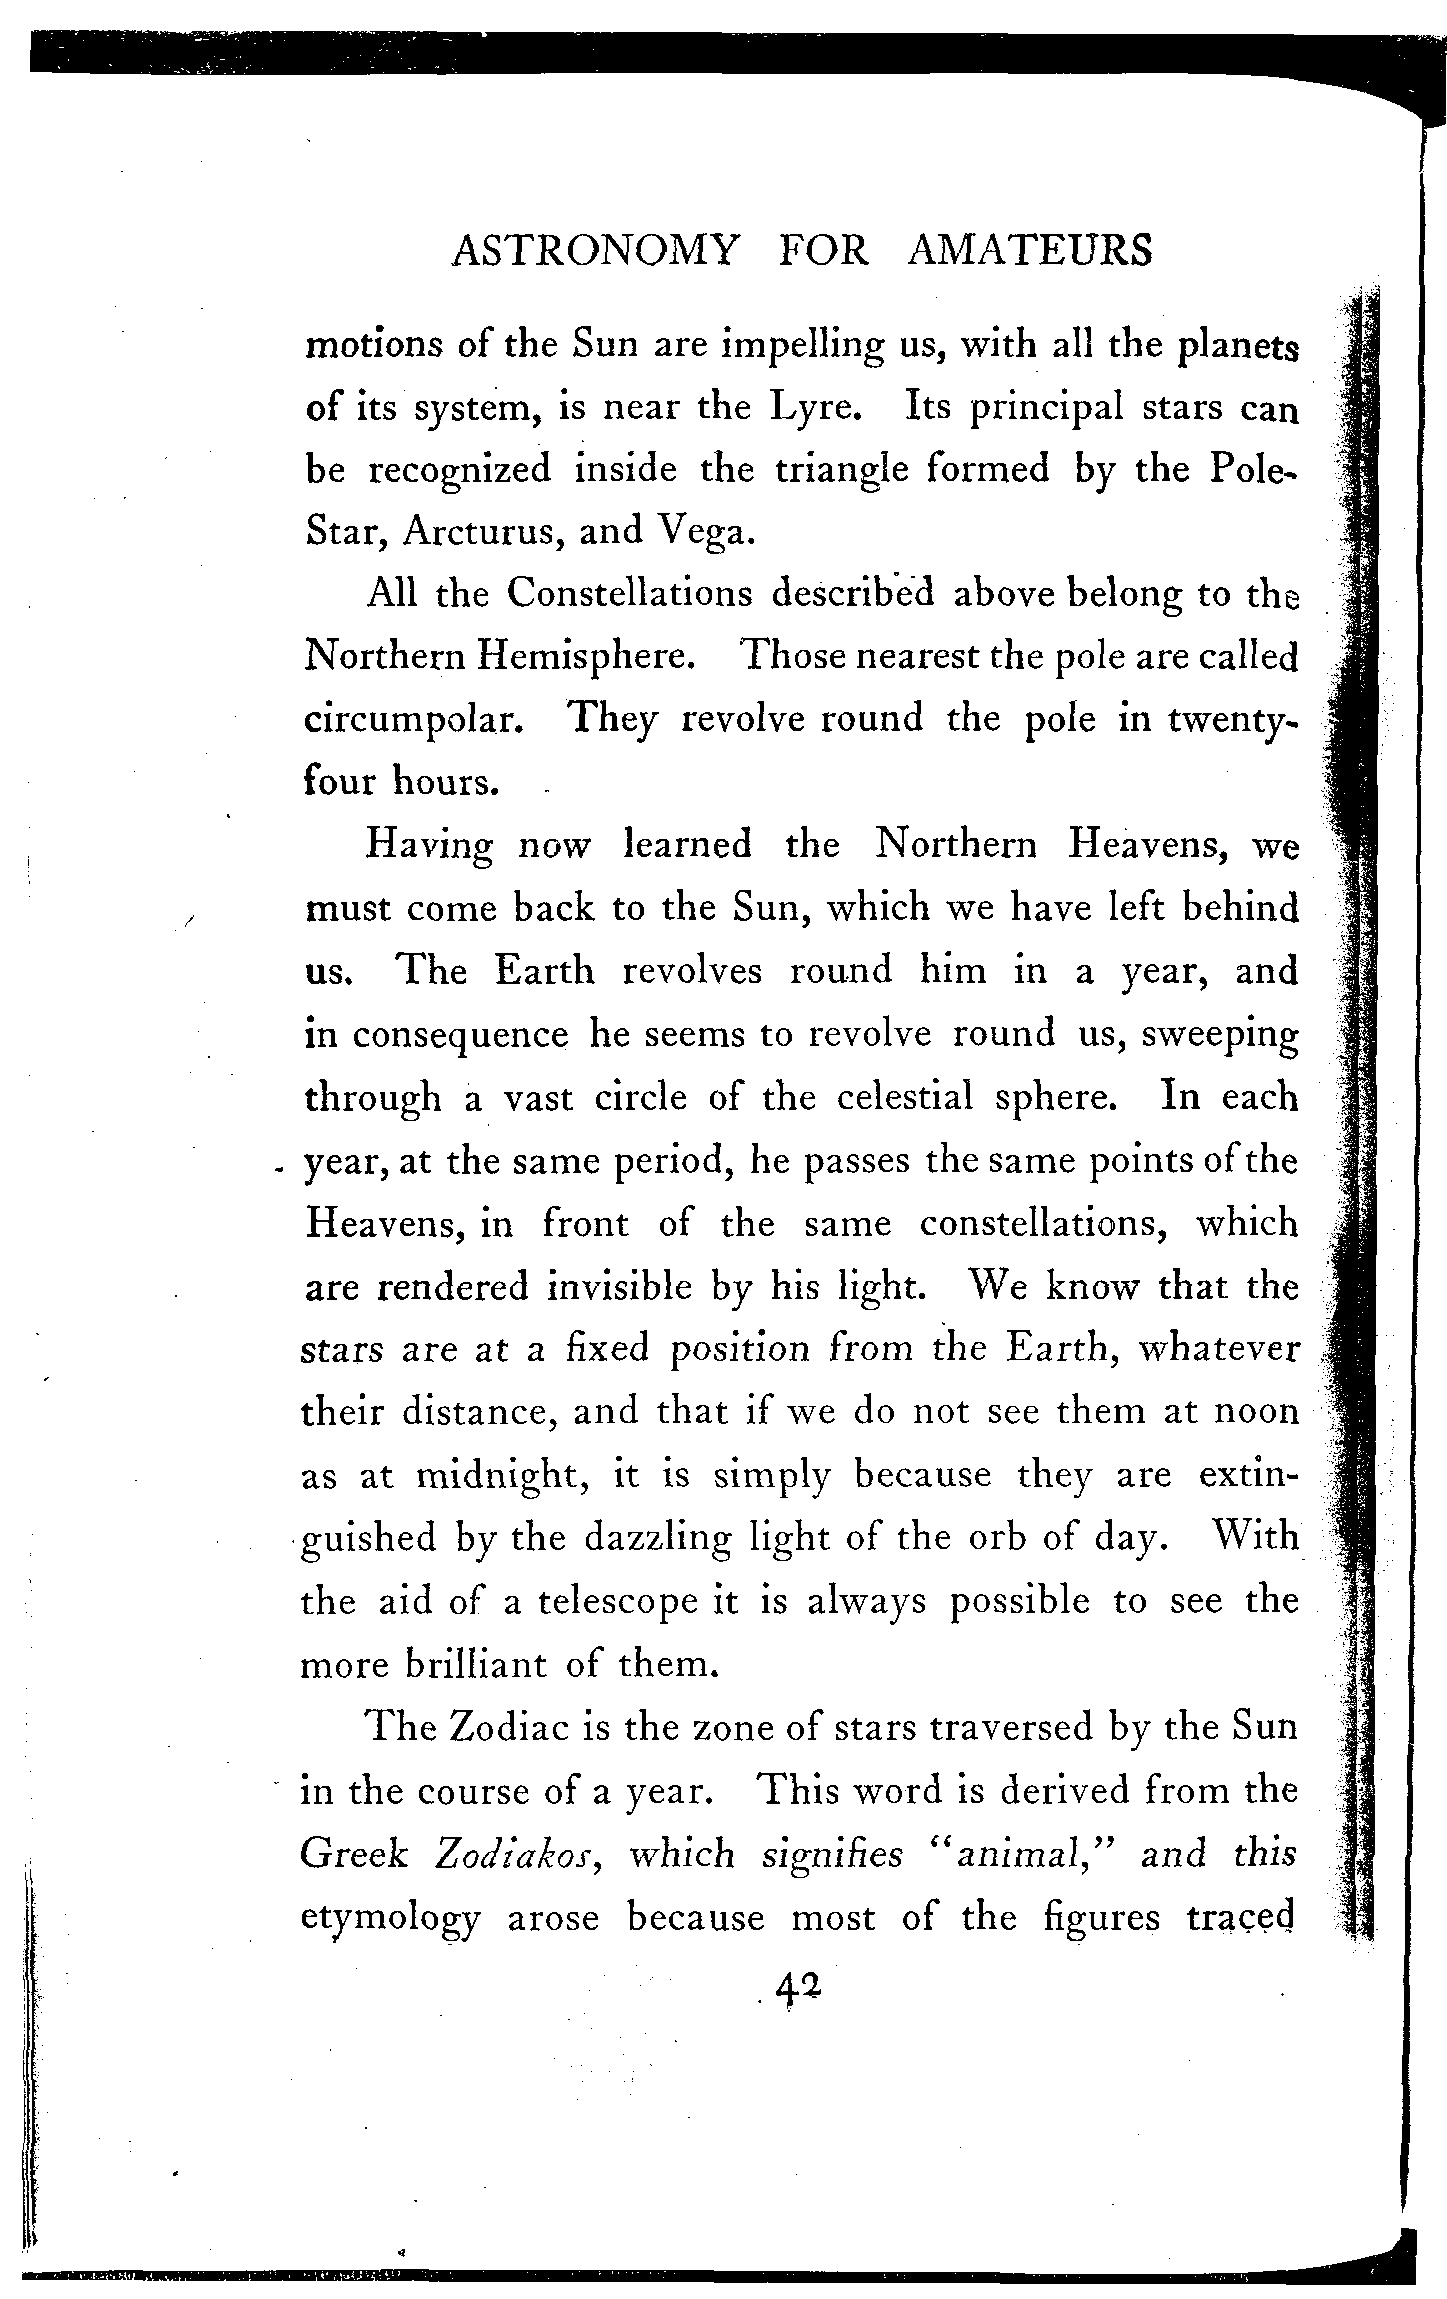 ASTRONOMY FOR AMATEURS
motions of the Sun are impelling us, with all the planets
of its system, is near the Lyre. Its principal stars can
be recognized inside the triangle formed by the Pole-
Star, Arcturus, and Vega.
All the Constellations described above belong to the
Northern Hemisphere. Those nearest the pole are called
circumpolar. They revolve round the pole in twenty-
four hours.
Having now learned the Northern Heavens, we
must come back to the Sun, which we have left behind
us. The Earth revolves round him in a year, and
in consequence he seems to revolve round us, sweeping
through a vast circle of the celestial sphere. In each
year, at the same period, he passes the same points of the
Heavens, in front of the same constellations, which
are rendered invisible by his light. We know that the
stars are at a fixed position from the Earth, whatever
their distance, and that if we do not see them at noon
as at midnight, it is simply because they are extin-
guished by the dazzling light of the orb of day. With
the aid of a telescope it is always possible to see the
more brilliant of them.
The Zodiac is the zone of stars traversed by the Sun
in the course of a year. This word is derived from the
Greek Zodiakos, which signifies "animal," and this
etymology arose because most of the figures traced
42